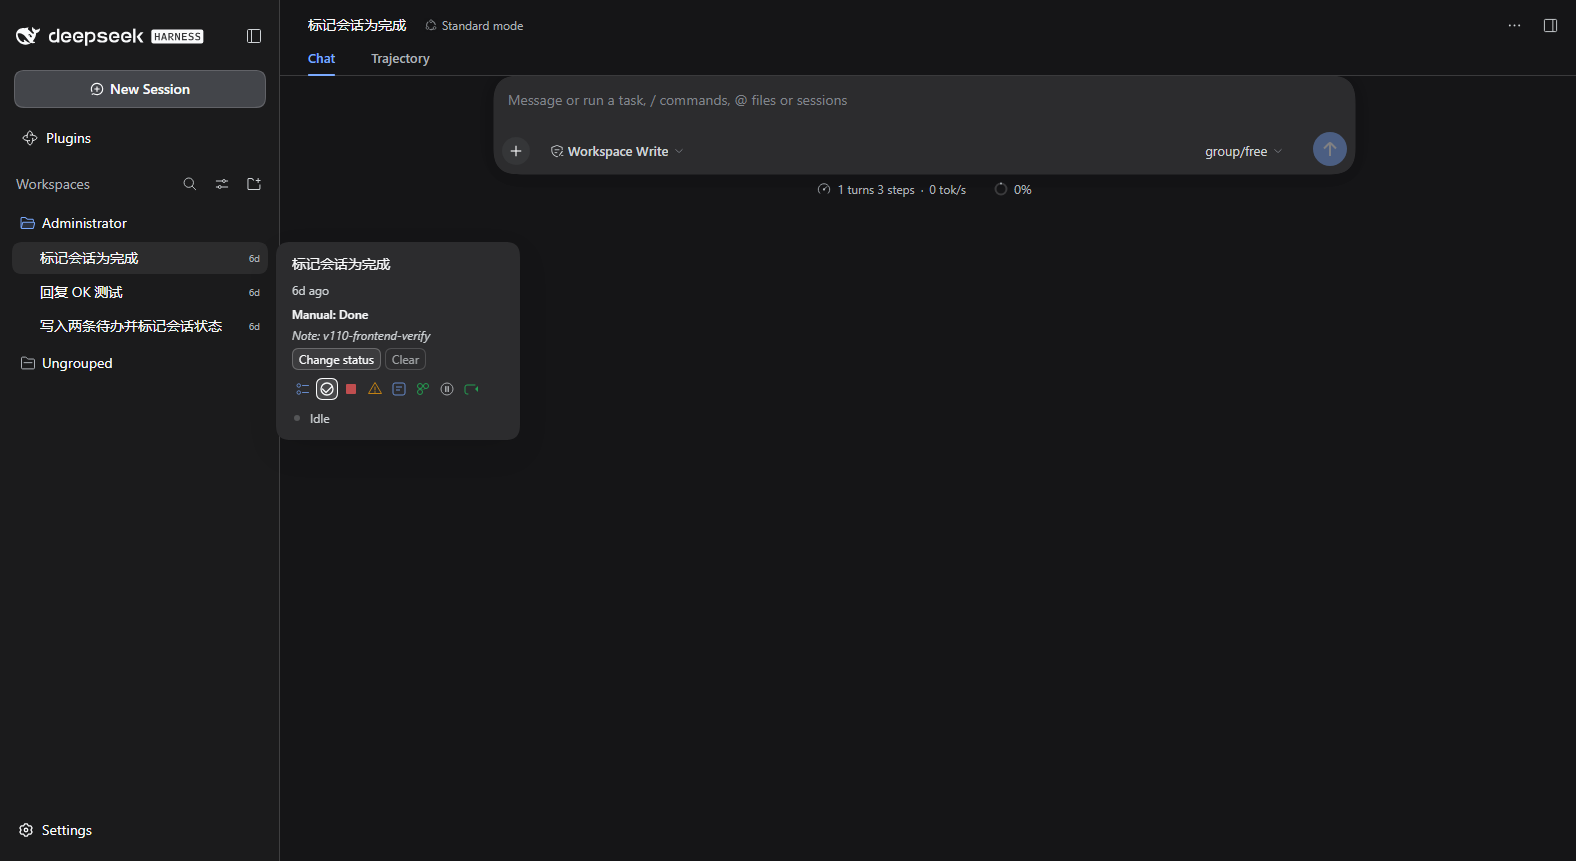 deepseek HARNESS
New Session
Plugins
Workspaces
Administrator
标记会话为完成 6d
回复 OK 测试 6d
写入两条待办并标记会话状态 6d
Ungrouped
Settings
标记会话为完成 Standard mode
Chat Trajectory
Message or run a task, / commands, @ files or sessions
Workspace Write group/free
1 turns 3 steps · 0 tok/s 0%
标记会话为完成
6d ago
Manual: Done
Note: v110-frontend-verify
Change status Clear
Idle